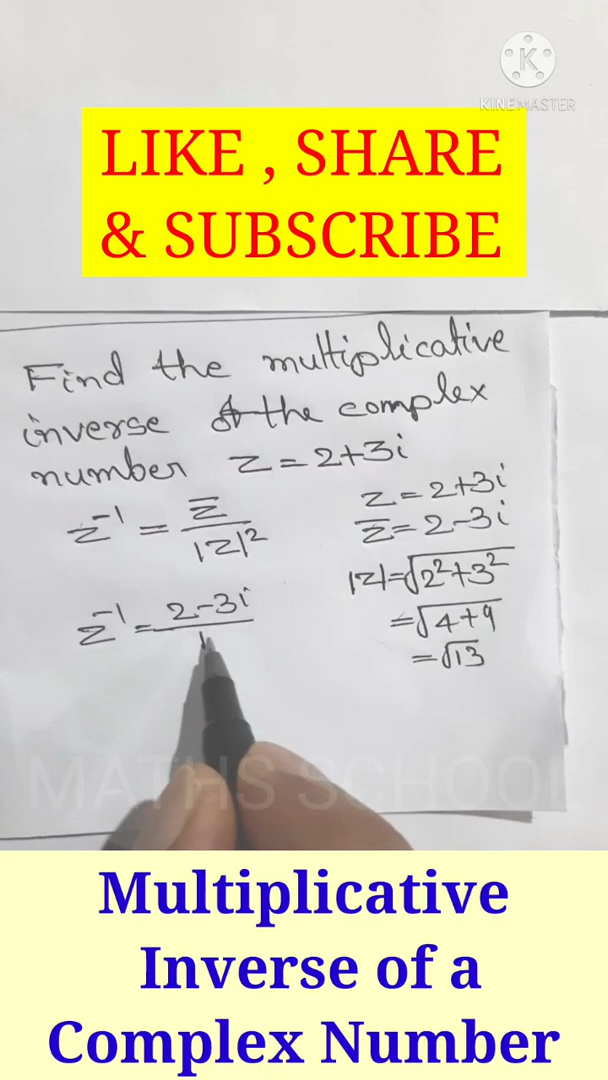 K
KINEMASTER
LIKE , SHARE
& SUBSCRIBE
Find the multiplicative
inverse of the complex
number z = 2+3i
z⁻¹ = z̅ / |z|²
z = 2+3i
z̅ = 2-3i
|z| = √2²+3²
= √4+9
= √13
z⁻¹ = 2-3i / 1
MATHS SCHOOL
Multiplicative
Inverse of a
Complex Number